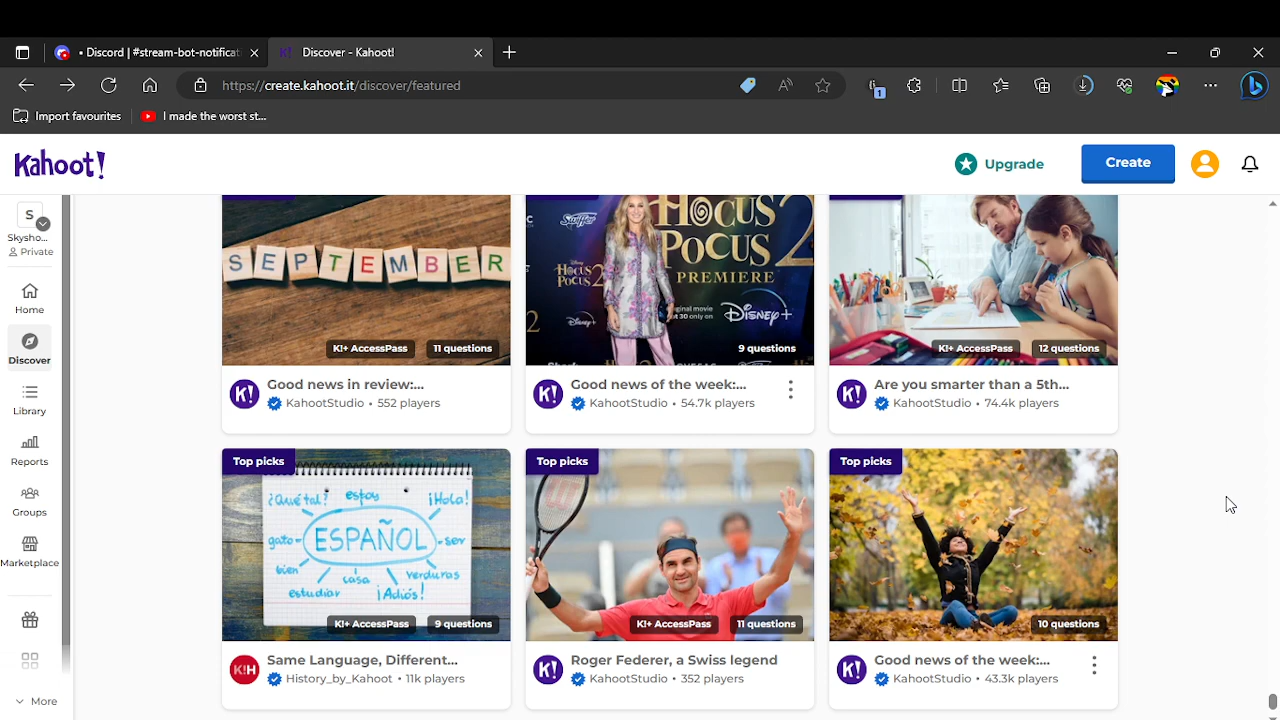 • Discord | #stream-bot-notificati
Discover - Kahoot!
https://create.kahoot.it/discover/featured
1
Import favourites
I made the worst st...
Kahoot!
Upgrade
Create
S
Skysho...
Private
Home
Discover
Library
Reports
Groups
Marketplace
More
SEPTEMBER
K!+ AccessPass
11 questions
K! Good news in review:...
KahootStudio • 552 players
HOCUS
POCUS 2
PREMIERE
HOCUS
POCUS 2
Disney+
Disney+
9 questions
K! Good news of the week:...
KahootStudio • 54.7k players
K!+ AccessPass
12 questions
K! Are you smarter than a 5th...
KahootStudio • 74.4k players
Top picks
¿Qué tal?
estoy
¡Hola!
gato
ESPAÑOL
ser
bien
casa
verduras
estudiar
¡Adiós!
K!+ AccessPass
9 questions
K!H Same Language, Different...
History_by_Kahoot • 11k players
Top picks
K!+ AccessPass
11 questions
K! Roger Federer, a Swiss legend
KahootStudio • 352 players
Top picks
10 questions
K! Good news of the week:...
KahootStudio • 43.3k players